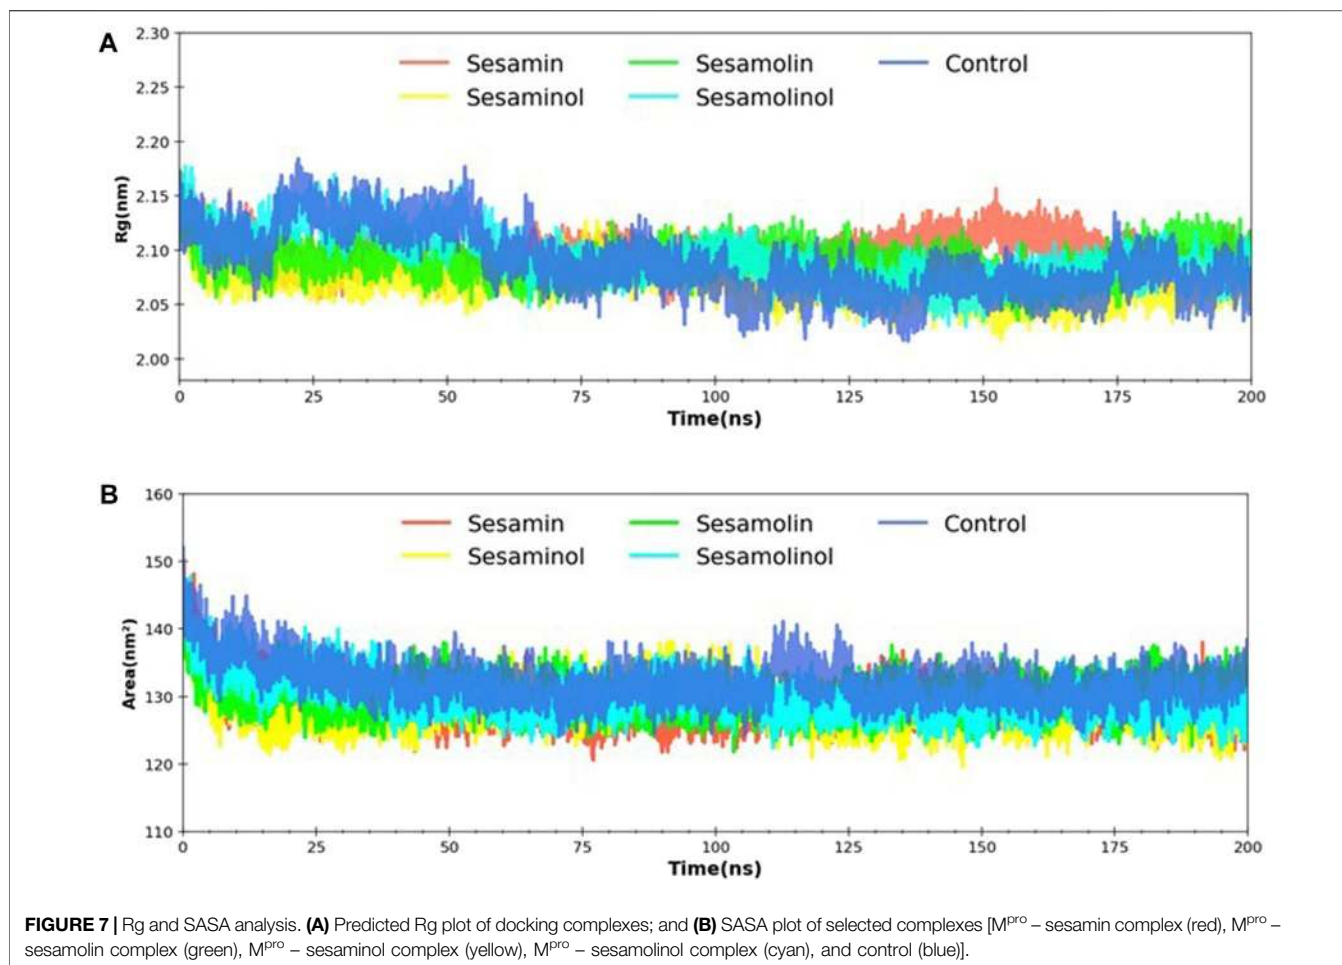 A
2.30
2.25
2.20
2.15
2.10
2.05
2.00
Rg(nm)
Sesamin
Sesamolin
Control
Sesaminol
Sesamolinol
0 25 50 75 100 125 150 175 200
Time(ns)
B
160
150
140
130
120
110
Area(nm²)
Sesamin
Sesamolin
Control
Sesaminol
Sesamolinol
0 25 50 75 100 125 150 175 200
Time(ns)
FIGURE 7 | Rg and SASA analysis. (A) Predicted Rg plot of docking complexes; and (B) SASA plot of selected complexes [Mpro – sesamin complex (red), Mpro –
sesamolin complex (green), Mpro – sesaminol complex (yellow), Mpro – sesamolinol complex (cyan), and control (blue)].